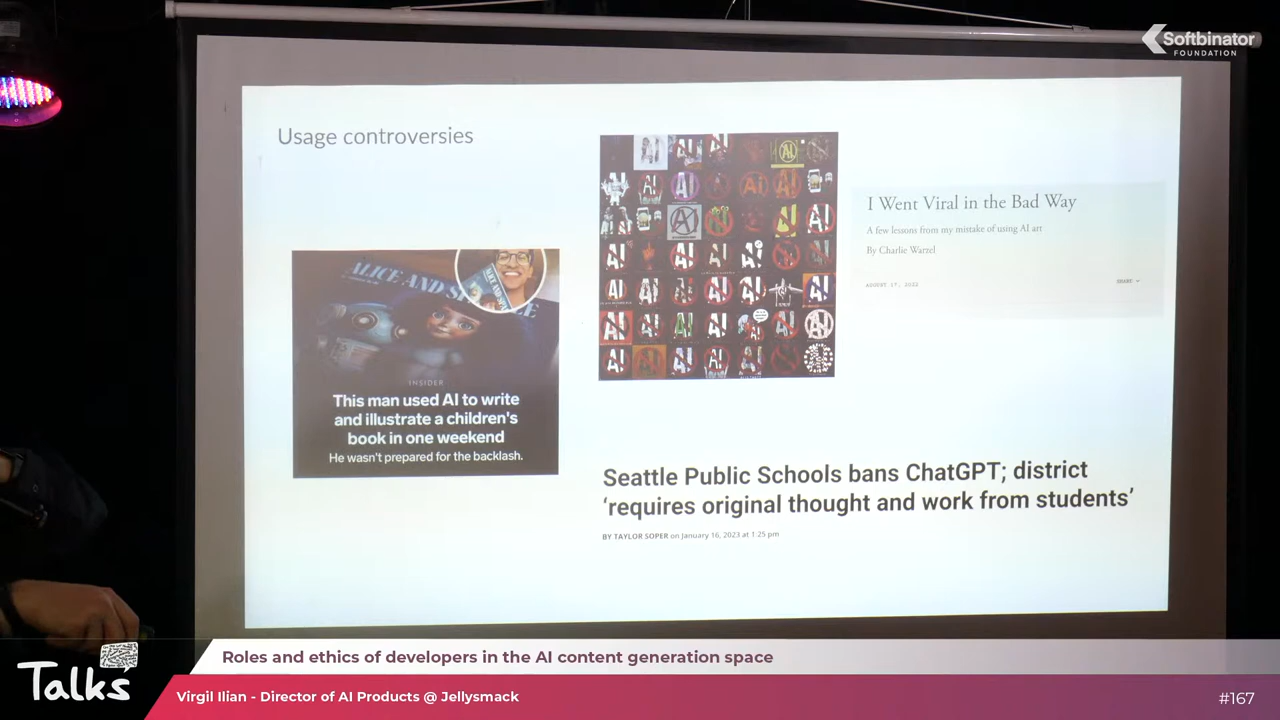 Softbinator
FOUNDATION
Usage controversies
I Went Viral in the Bad Way
A few lessons from my mistake of using AI art
By Charlie Warzel
AUGUST 17, 2022
SHARE
ALICE AND
INSIDER
This man used AI to write
and illustrate a children's
book in one weekend
He wasn't prepared for the backlash.
Seattle Public Schools bans ChatGPT; district
‘requires original thought and work from students’
BY TAYLOR SOPER on January 16, 2023 at 1:25 pm
Talks
Roles and ethics of developers in the AI content generation space
Virgil Ilian - Director of AI Products @ Jellysmack
#167